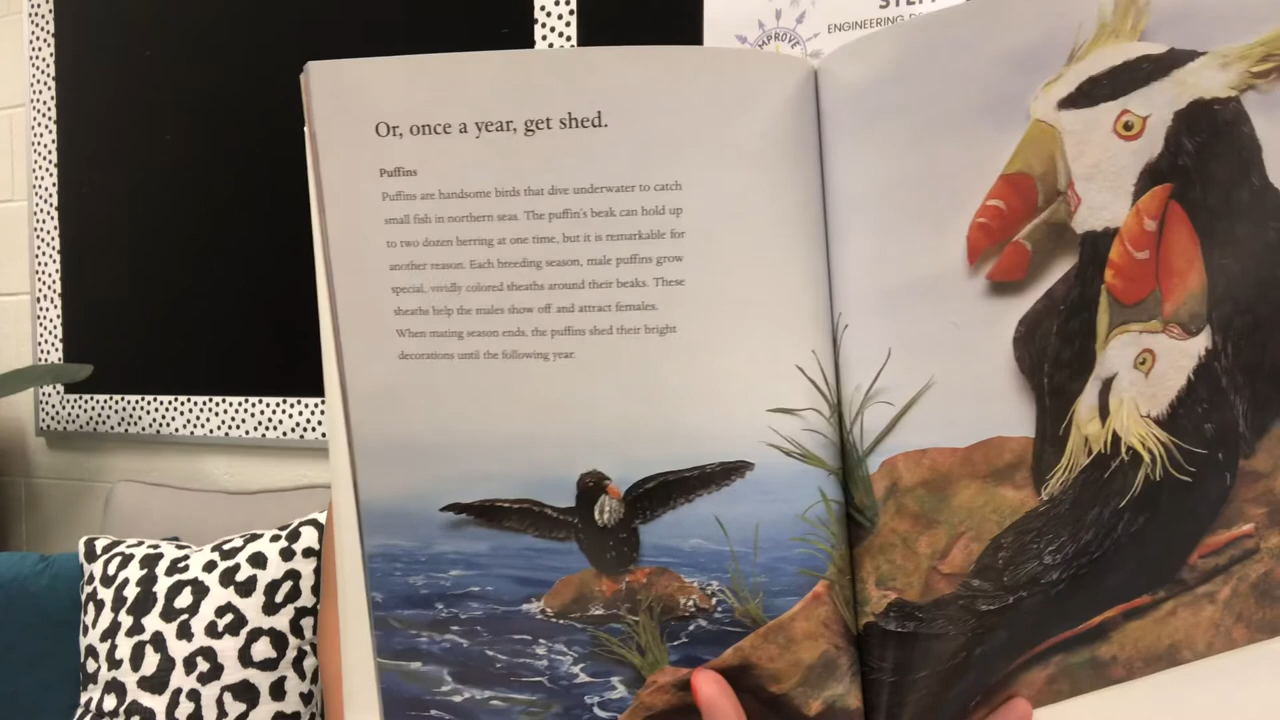 STEP
ENGINEERING
IMPROVE
Or, once a year, get shed.
Puffins
Puffins are handsome birds that dive underwater to catch
small fish in northern seas. The puffin's beak can hold up
to two dozen herring at one time, but it is remarkable for
another reason. Each breeding season, male puffins grow
special, vividly colored sheaths around their beaks. These
sheaths help the males show off and attract females.
When mating season ends, the puffins shed their bright
decorations until the following year.